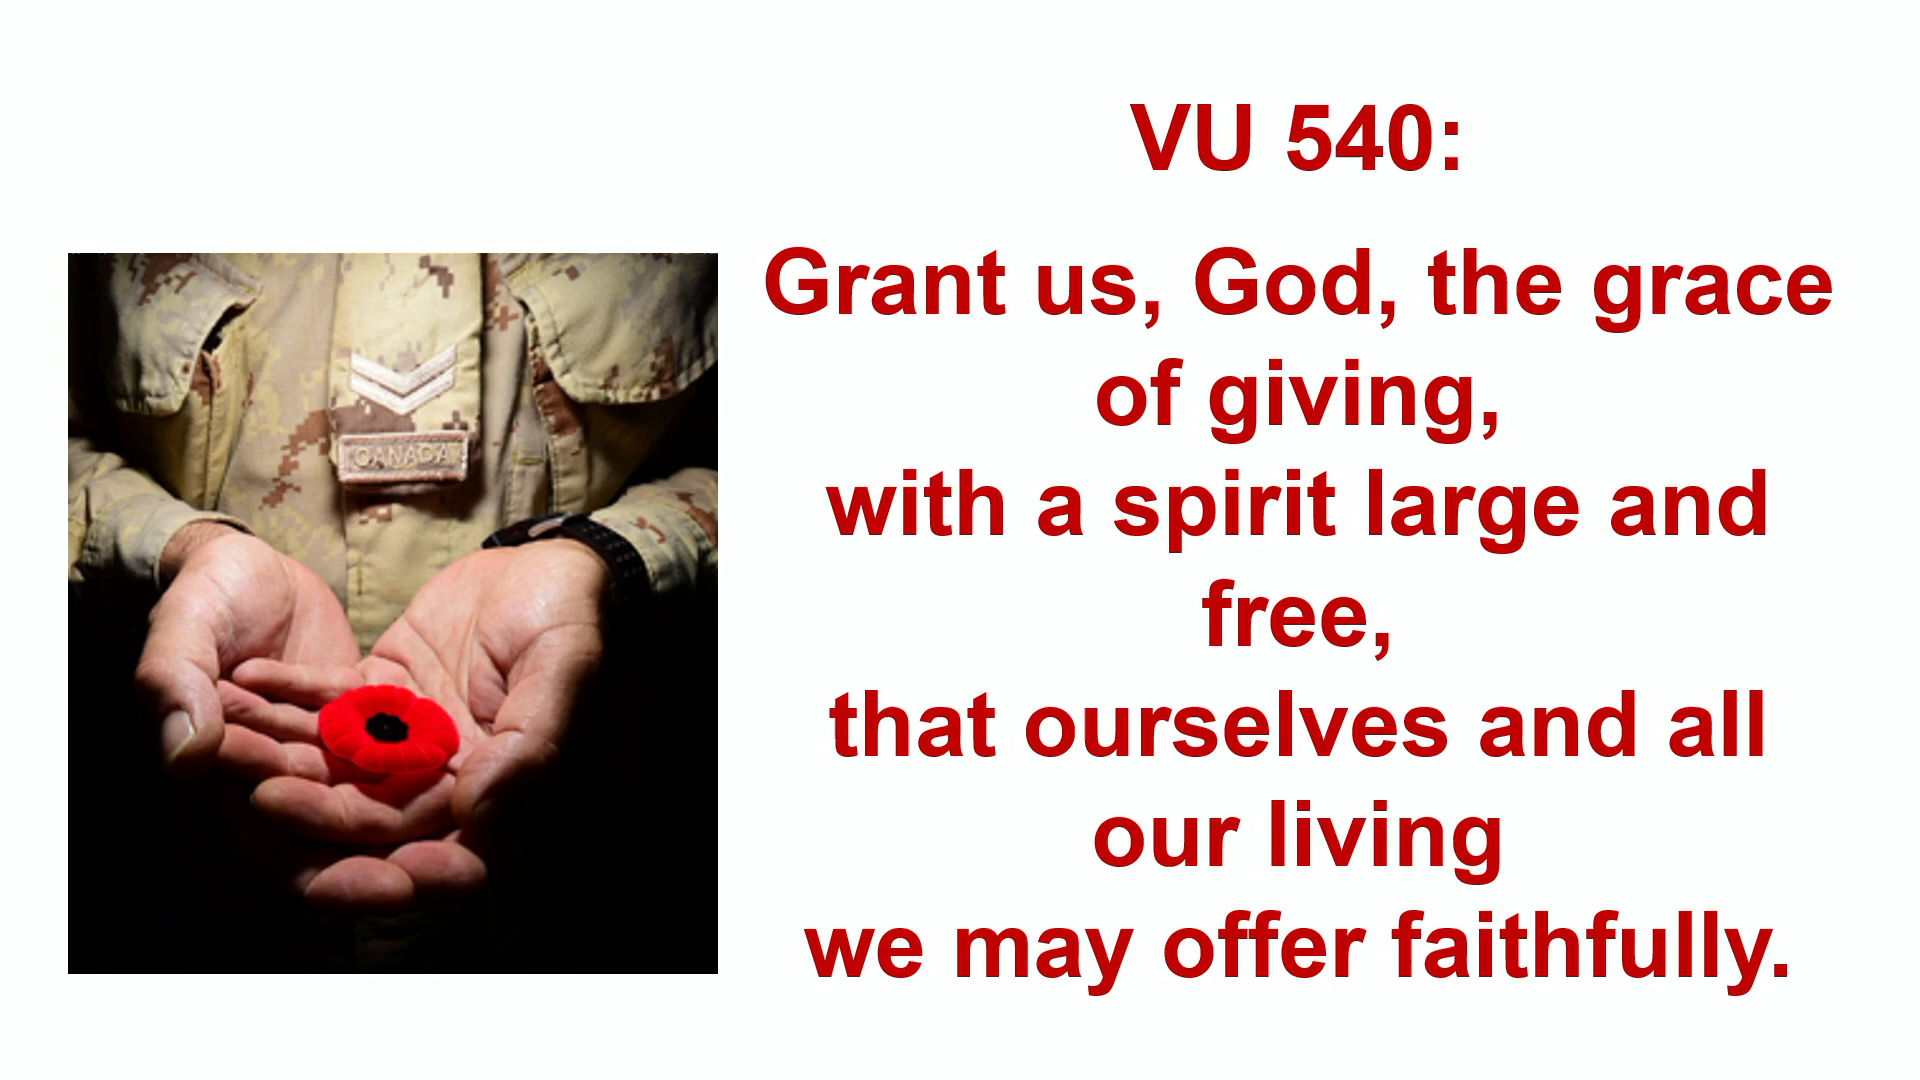 VU 540:
Grant us, God, the grace
of giving,
with a spirit large and
free,
that ourselves and all
our living
we may offer faithfully.
CANADA